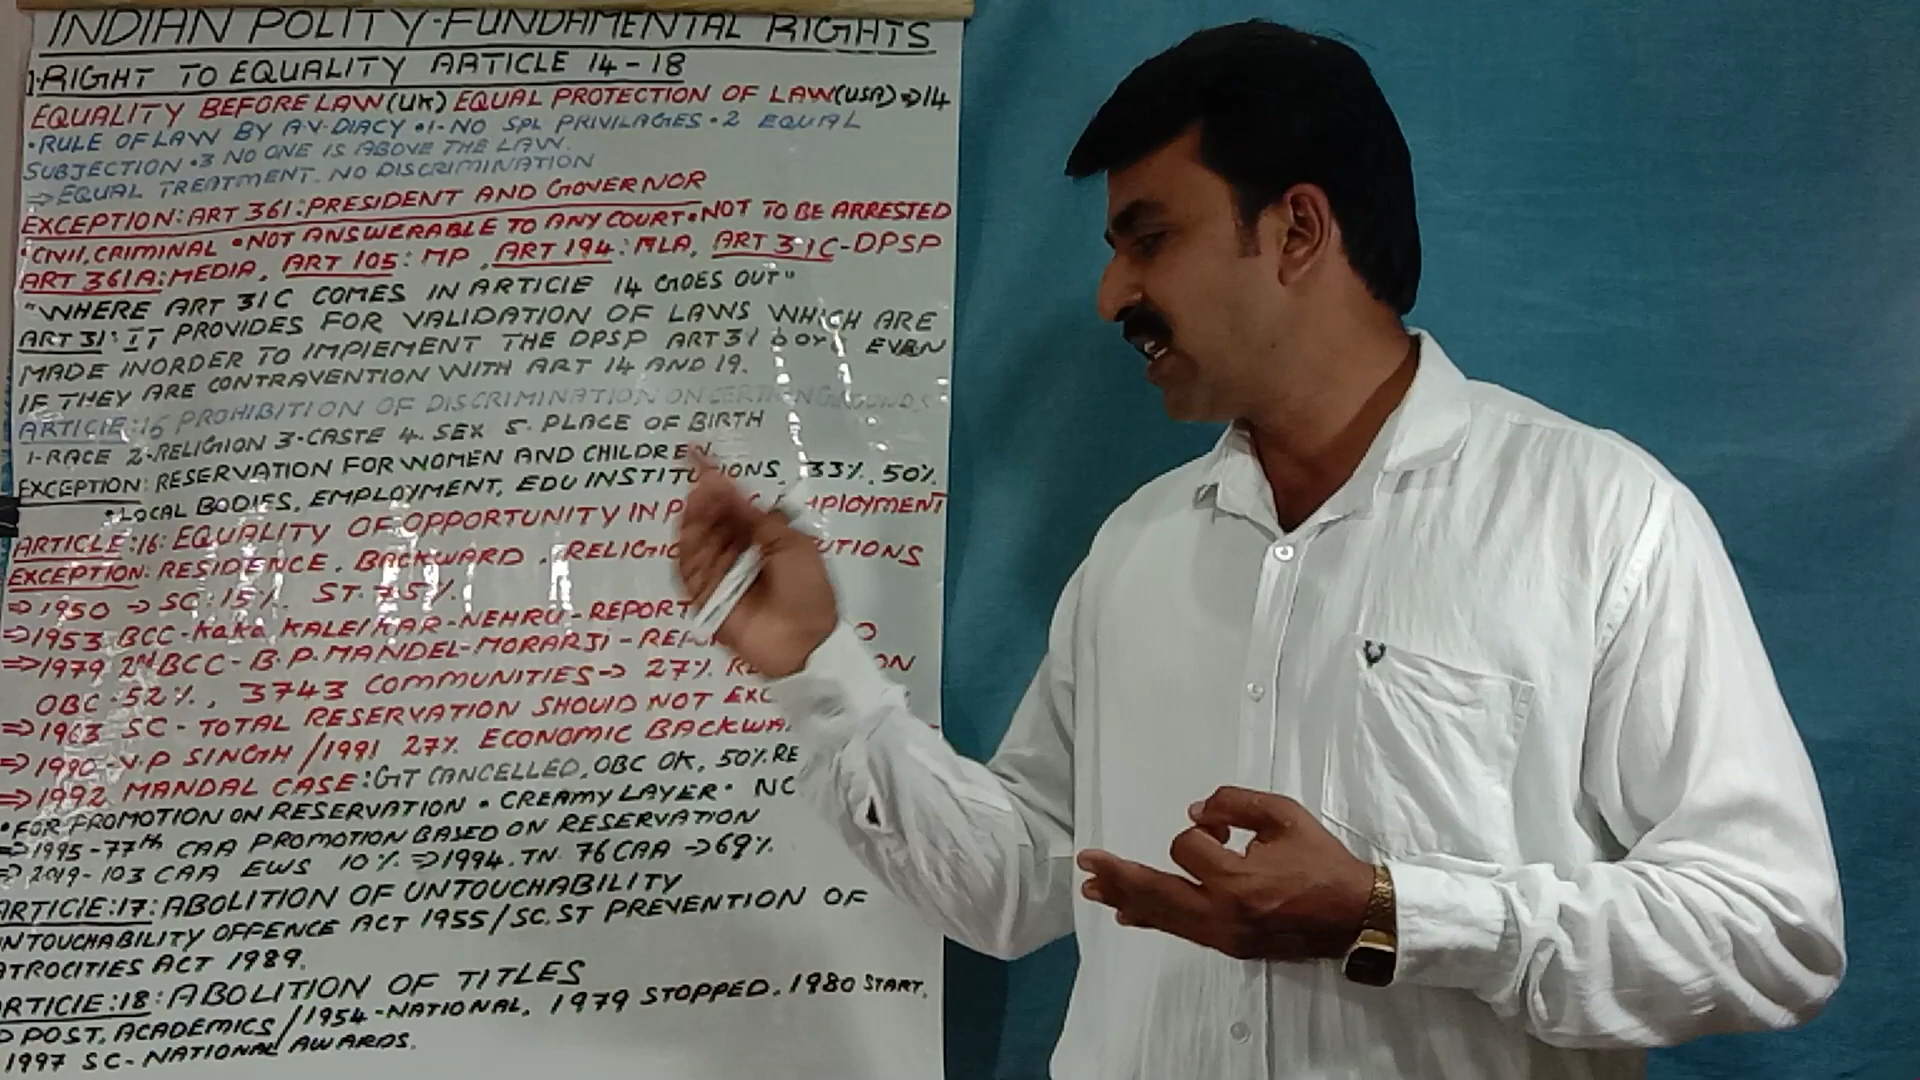 INDIAN POLITY-FUNDAMENTAL RIGHTS
1.RIGHT TO EQUALITY ARTICLE 14-18
EQUALITY BEFORE LAW(UK) EQUAL PROTECTION OF LAW(USA)⇒14
•RULE OF LAW BY A.V.DIACY •1-NO SPL PRIVILAGES •2 EQUAL
SUBJECTION •3 NO ONE IS ABOVE THE LAW.
⇒EQUAL TREATMENT. NO DISCRIMINATION
EXCEPTION: ART 361: PRESIDENT AND GOVERNOR
•CIVIL, CRIMINAL •NOT ANSWERABLE TO ANY COURT •NOT TO BE ARRESTED
ART 361A: MEDIA, ART 105: MP, ART 194: MLA, ART 31C-DPSP
"WHERE ART 31C COMES IN ARTICLE 14 GOES OUT"
ART 31: IT PROVIDES FOR VALIDATION OF LAWS WHICH ARE
MADE INORDER TO IMPLEMENT THE DPSP ART 31 EVEN
IF THEY ARE CONTRAVENTION WITH ART 14 AND 19.
ARTICLE:16 PROHIBITION OF DISCRIMINATION ON GROUNDS
1-RACE 2-RELIGION 3-CASTE 4. SEX 5. PLACE OF BIRTH
EXCEPTION: RESERVATION FOR WOMEN AND CHILDREN
•LOCAL BODIES, EMPLOYMENT, EDU INSTITUTIONS, 33%, 50%
ARTICLE:16: EQUALITY OF OPPORTUNITY IN EMPLOYMENT
EXCEPTION: RESIDENCE, BACKWARD,
⇒1950 → SC 15%. ST 7.5%.
⇒1953 BCC-KAKA KALELKAR-NEHRU-REPORT
⇒1979 2nd BCC-B.P.MANDEL-MORARJI-
OBC-52%, 3743 COMMUNITIES→ 27%
⇒1963 SC-TOTAL RESERVATION SHOULD NOT
⇒1990-V.P SINGH/1991 27% ECONOMIC
⇒1992 MANDAL CASE: GIT CANCELLED, OBC OK, 50%
•FOR PROMOTION ON RESERVATION • CREAMY LAYER •
⇒1995-77th CAA PROMOTION BASED ON RESERVATION
⇒2019-103 CAA EWS 10% ⇒1994. TN 76 CAA →69%
ARTICLE:17: ABOLITION OF UNTOUCHABILITY
UNTOUCHABILITY OFFENCE ACT 1955/SC.ST PREVENTION OF
ATROCITIES ACT 1989.
ARTICLE:18: ABOLITION OF TITLES
POST, ACADEMICS/1954-NATIONAL, 1979 STOPPED. 1980 START.
1997 SC-NATIONAL AWARDS.